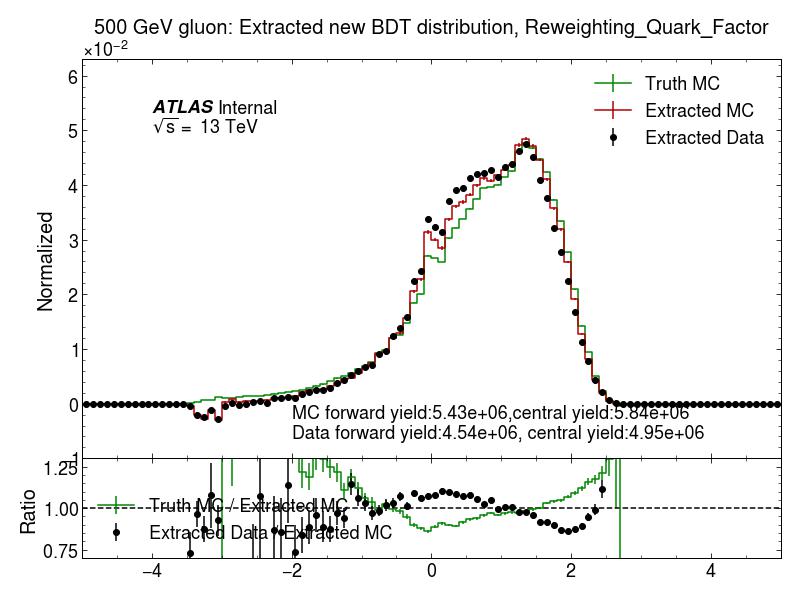 500 GeV gluon: Extracted new BDT distribution, Reweighting_Quark_Factor
×10⁻²
6
5
4
3
2
1
0
−1
Normalized
ATLAS Internal
√s = 13 TeV
Truth MC
Extracted MC
Extracted Data
MC forward yield:5.43e+06,central yield:5.84e+06
Data forward yield:4.54e+06, central yield:4.95e+06
1.25
1.00
0.75
Ratio
Truth MC / Extracted MC
Extracted Data / Extracted MC
−4
−2
0
2
4